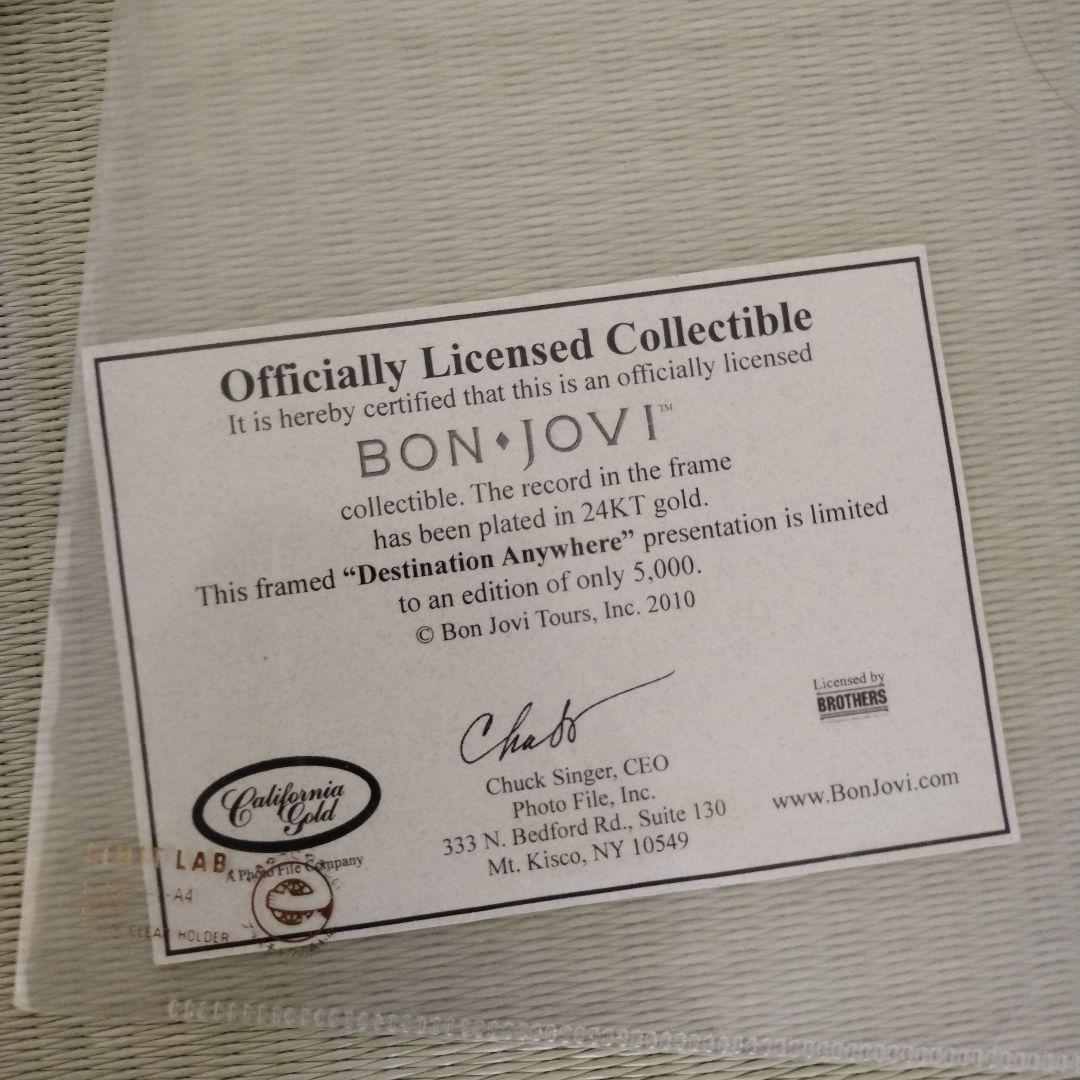 Officially Licensed Collectible
It is hereby certified that this is an officially licensed
BON♦JOVI™
collectible. The record in the frame
has been plated in 24KT gold.
This framed “Destination Anywhere” presentation is limited
to an edition of only 5,000.
© Bon Jovi Tours, Inc. 2010
Licensed by
BROTHERS
Chuck Singer, CEO
Photo File, Inc.
333 N. Bedford Rd., Suite 130
Mt. Kisco, NY 10549
www.BonJovi.com
California
Gold
A Photo File Company
LAB.
A4
CLEAR HOLDER